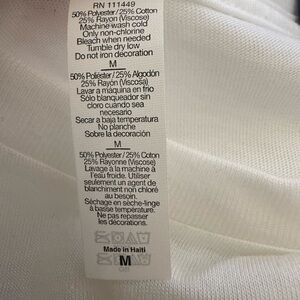 RN 111449
50% Polyester / 25% Cotton
25% Rayon (Viscose)
Machine wash cold
Only non-chlorine
Bleach when needed
Tumble dry low
Do not iron decoration
M
50% Poliéster / 25% Algodón
25% Rayón (Viscosa)
Lavar a máquina en frio
Sólo blanqueador sin
cloro cuando sea
necesario
Secar a baja temperatura
No planche
Sobre la decoración
M
50% Polyester / 25% Coton
25% Rayonne (Viscose)
Lavage à la machine à
l'eau froide. Utiliser
seulement un agent de
blanchiment non chloré
au besoin.
Séchage en sèche-linge
à basse température.
Ne pas repasser
les décorations.
Made in Haiti
M